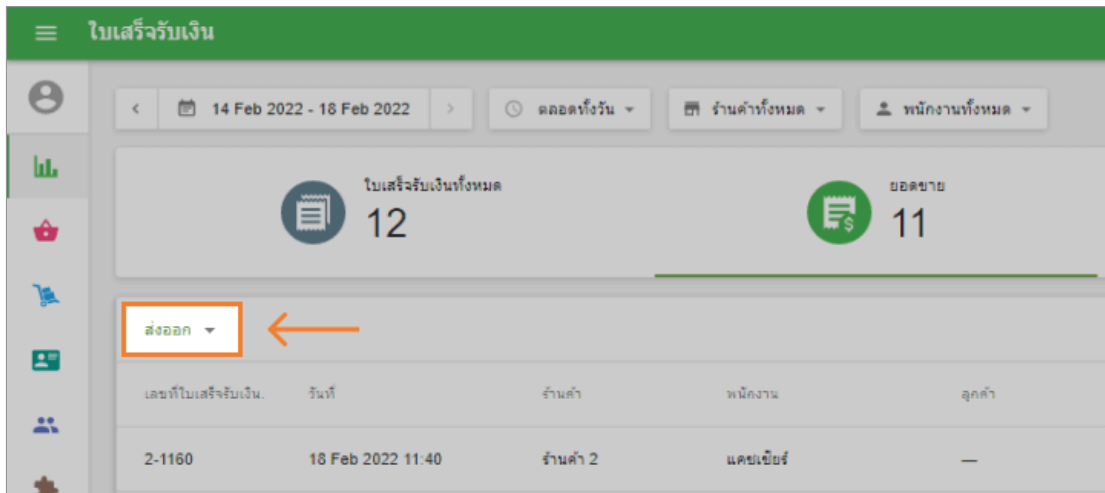 ใบเสร็จรับเงิน
14 Feb 2022 - 18 Feb 2022 ตลอดทั้งวัน ร้านค้าทั้งหมด พนักงานทั้งหมด
ใบเสร็จรับเงินทั้งหมด ยอดขาย
12 11
ส่งออก
เลขที่ใบเสร็จรับเงิน. วันที่ ร้านค้า พนักงาน ลูกค้า
2-1160 18 Feb 2022 11:40 ร้านค้า 2 แคชเชียร์ —